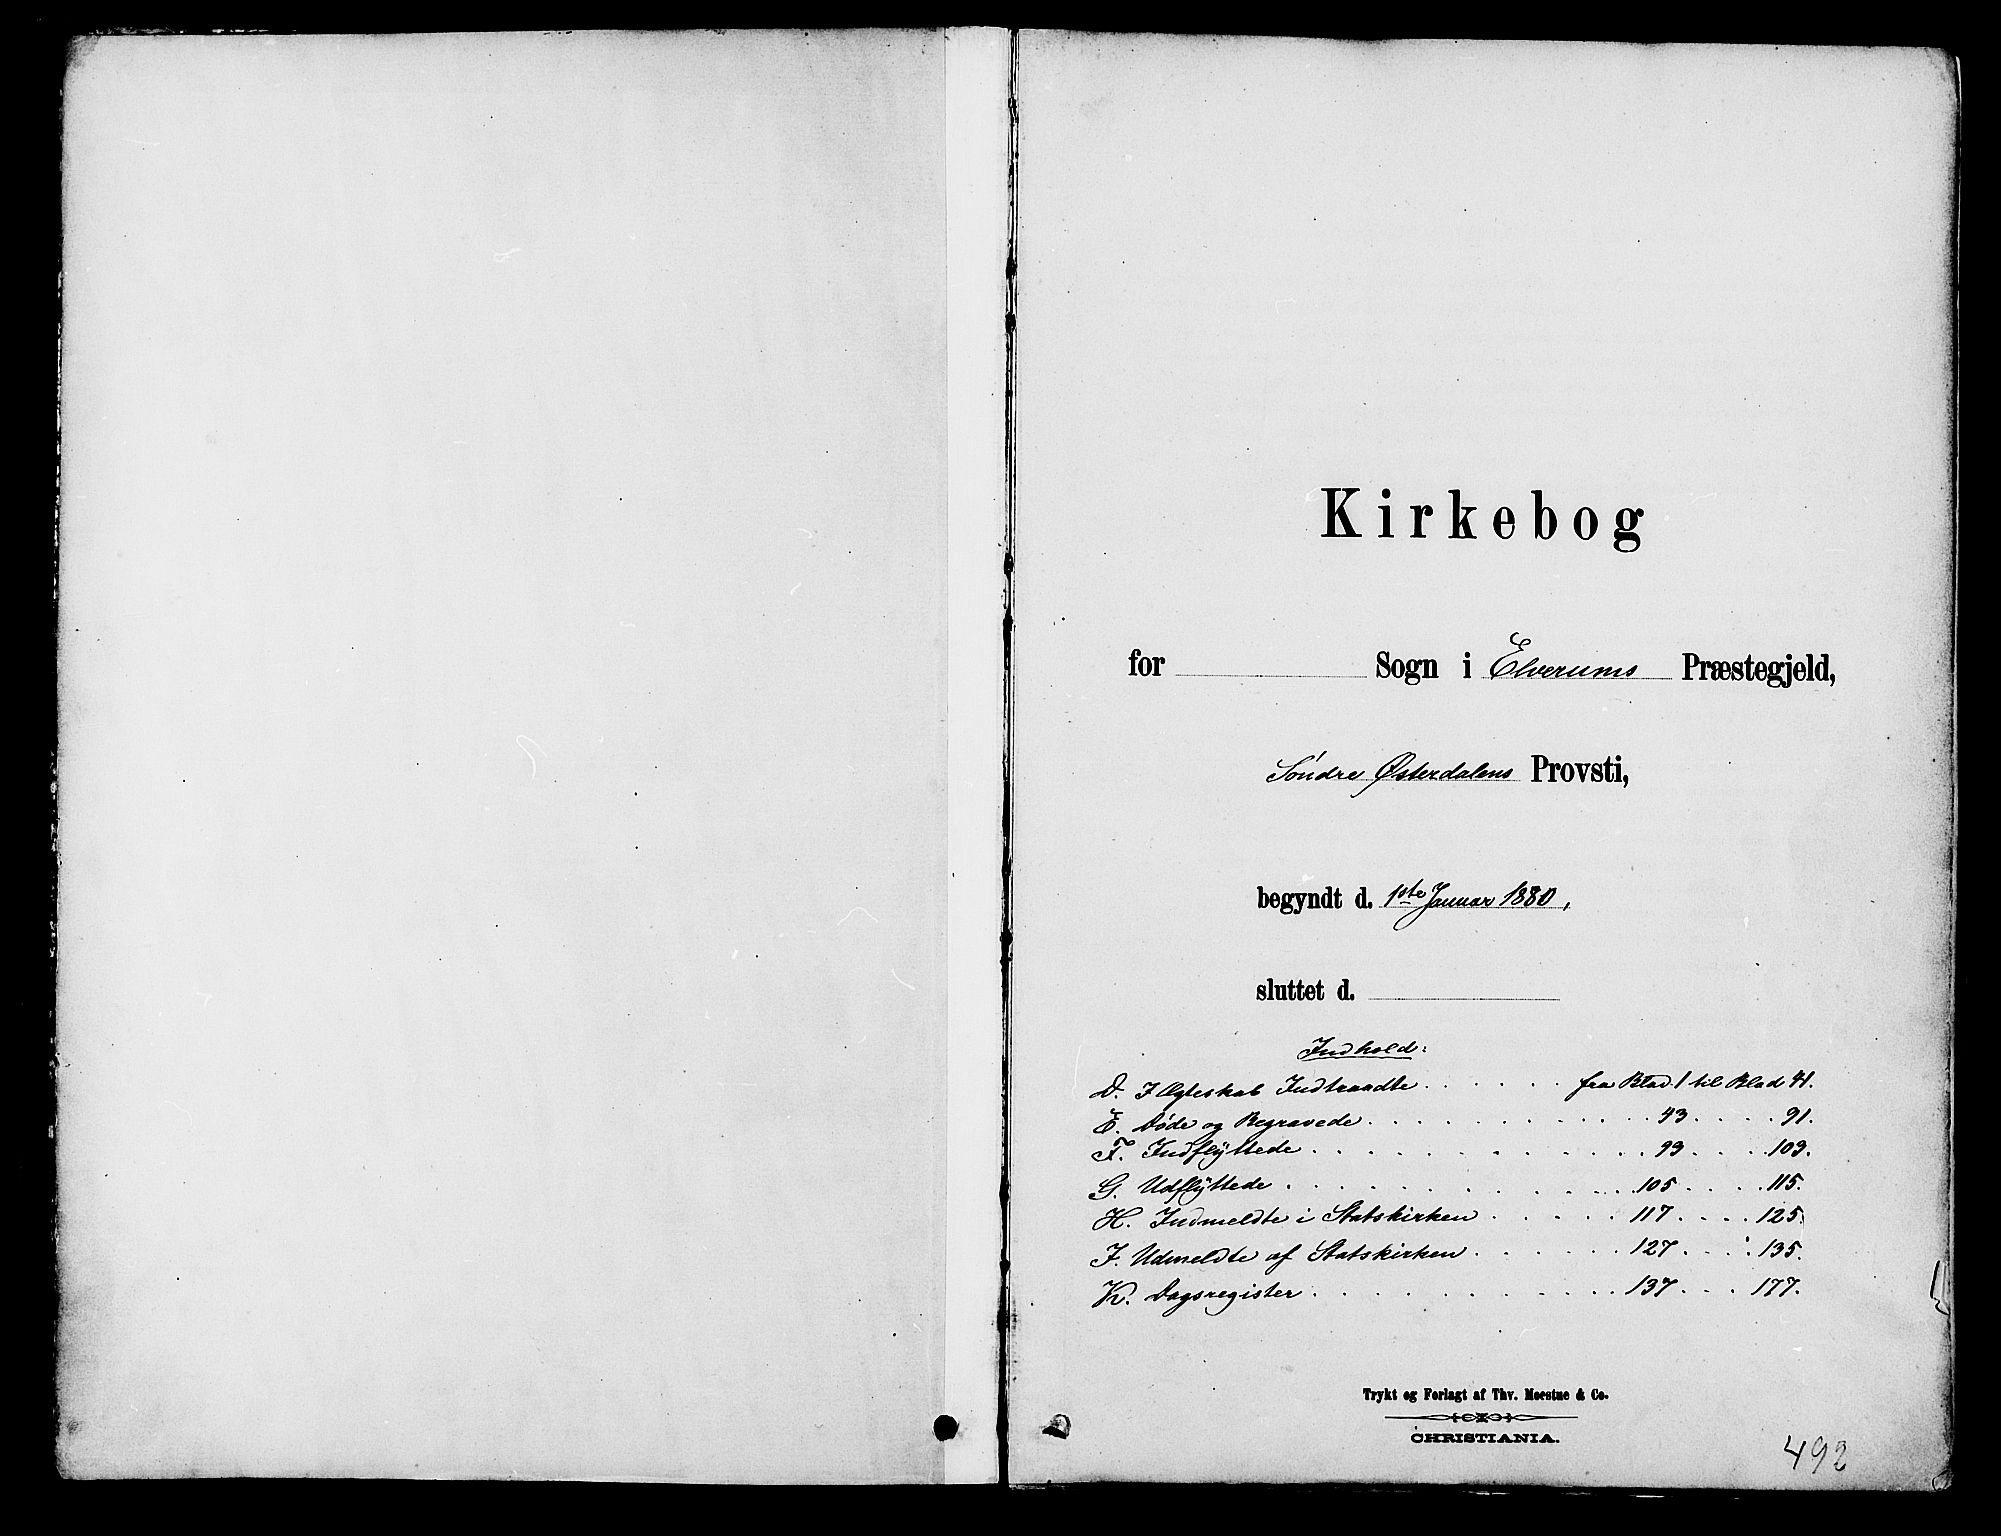 Kirkebog
for Sogn i Elverums Præstegjeld,
Søndre Østerdalens Provsti,
begyndt d. 1ste Januar 1880,
sluttet d.
Indhold:
D. I Ægteskab Indtraadte . . . . . fra Blad 1 til Blad 41.
E. Døde og Begravede . . . . . 43 . . . . 91.
F. Indflyttede . . . . . 93 . . . . 103.
G. Udflyttede . . . . . 105 . . . . 115.
H. Indmeldte i Statskirken . . . . . 117 . . . . 125.
I. Udmeldte af Statskirken . . . . . 127 . . . . 135.
K. Dagsregister . . . . . 137 . . . . 177.
Trykt og Forlagt af Thv. Moestue & Co.
CHRISTIANIA.
492